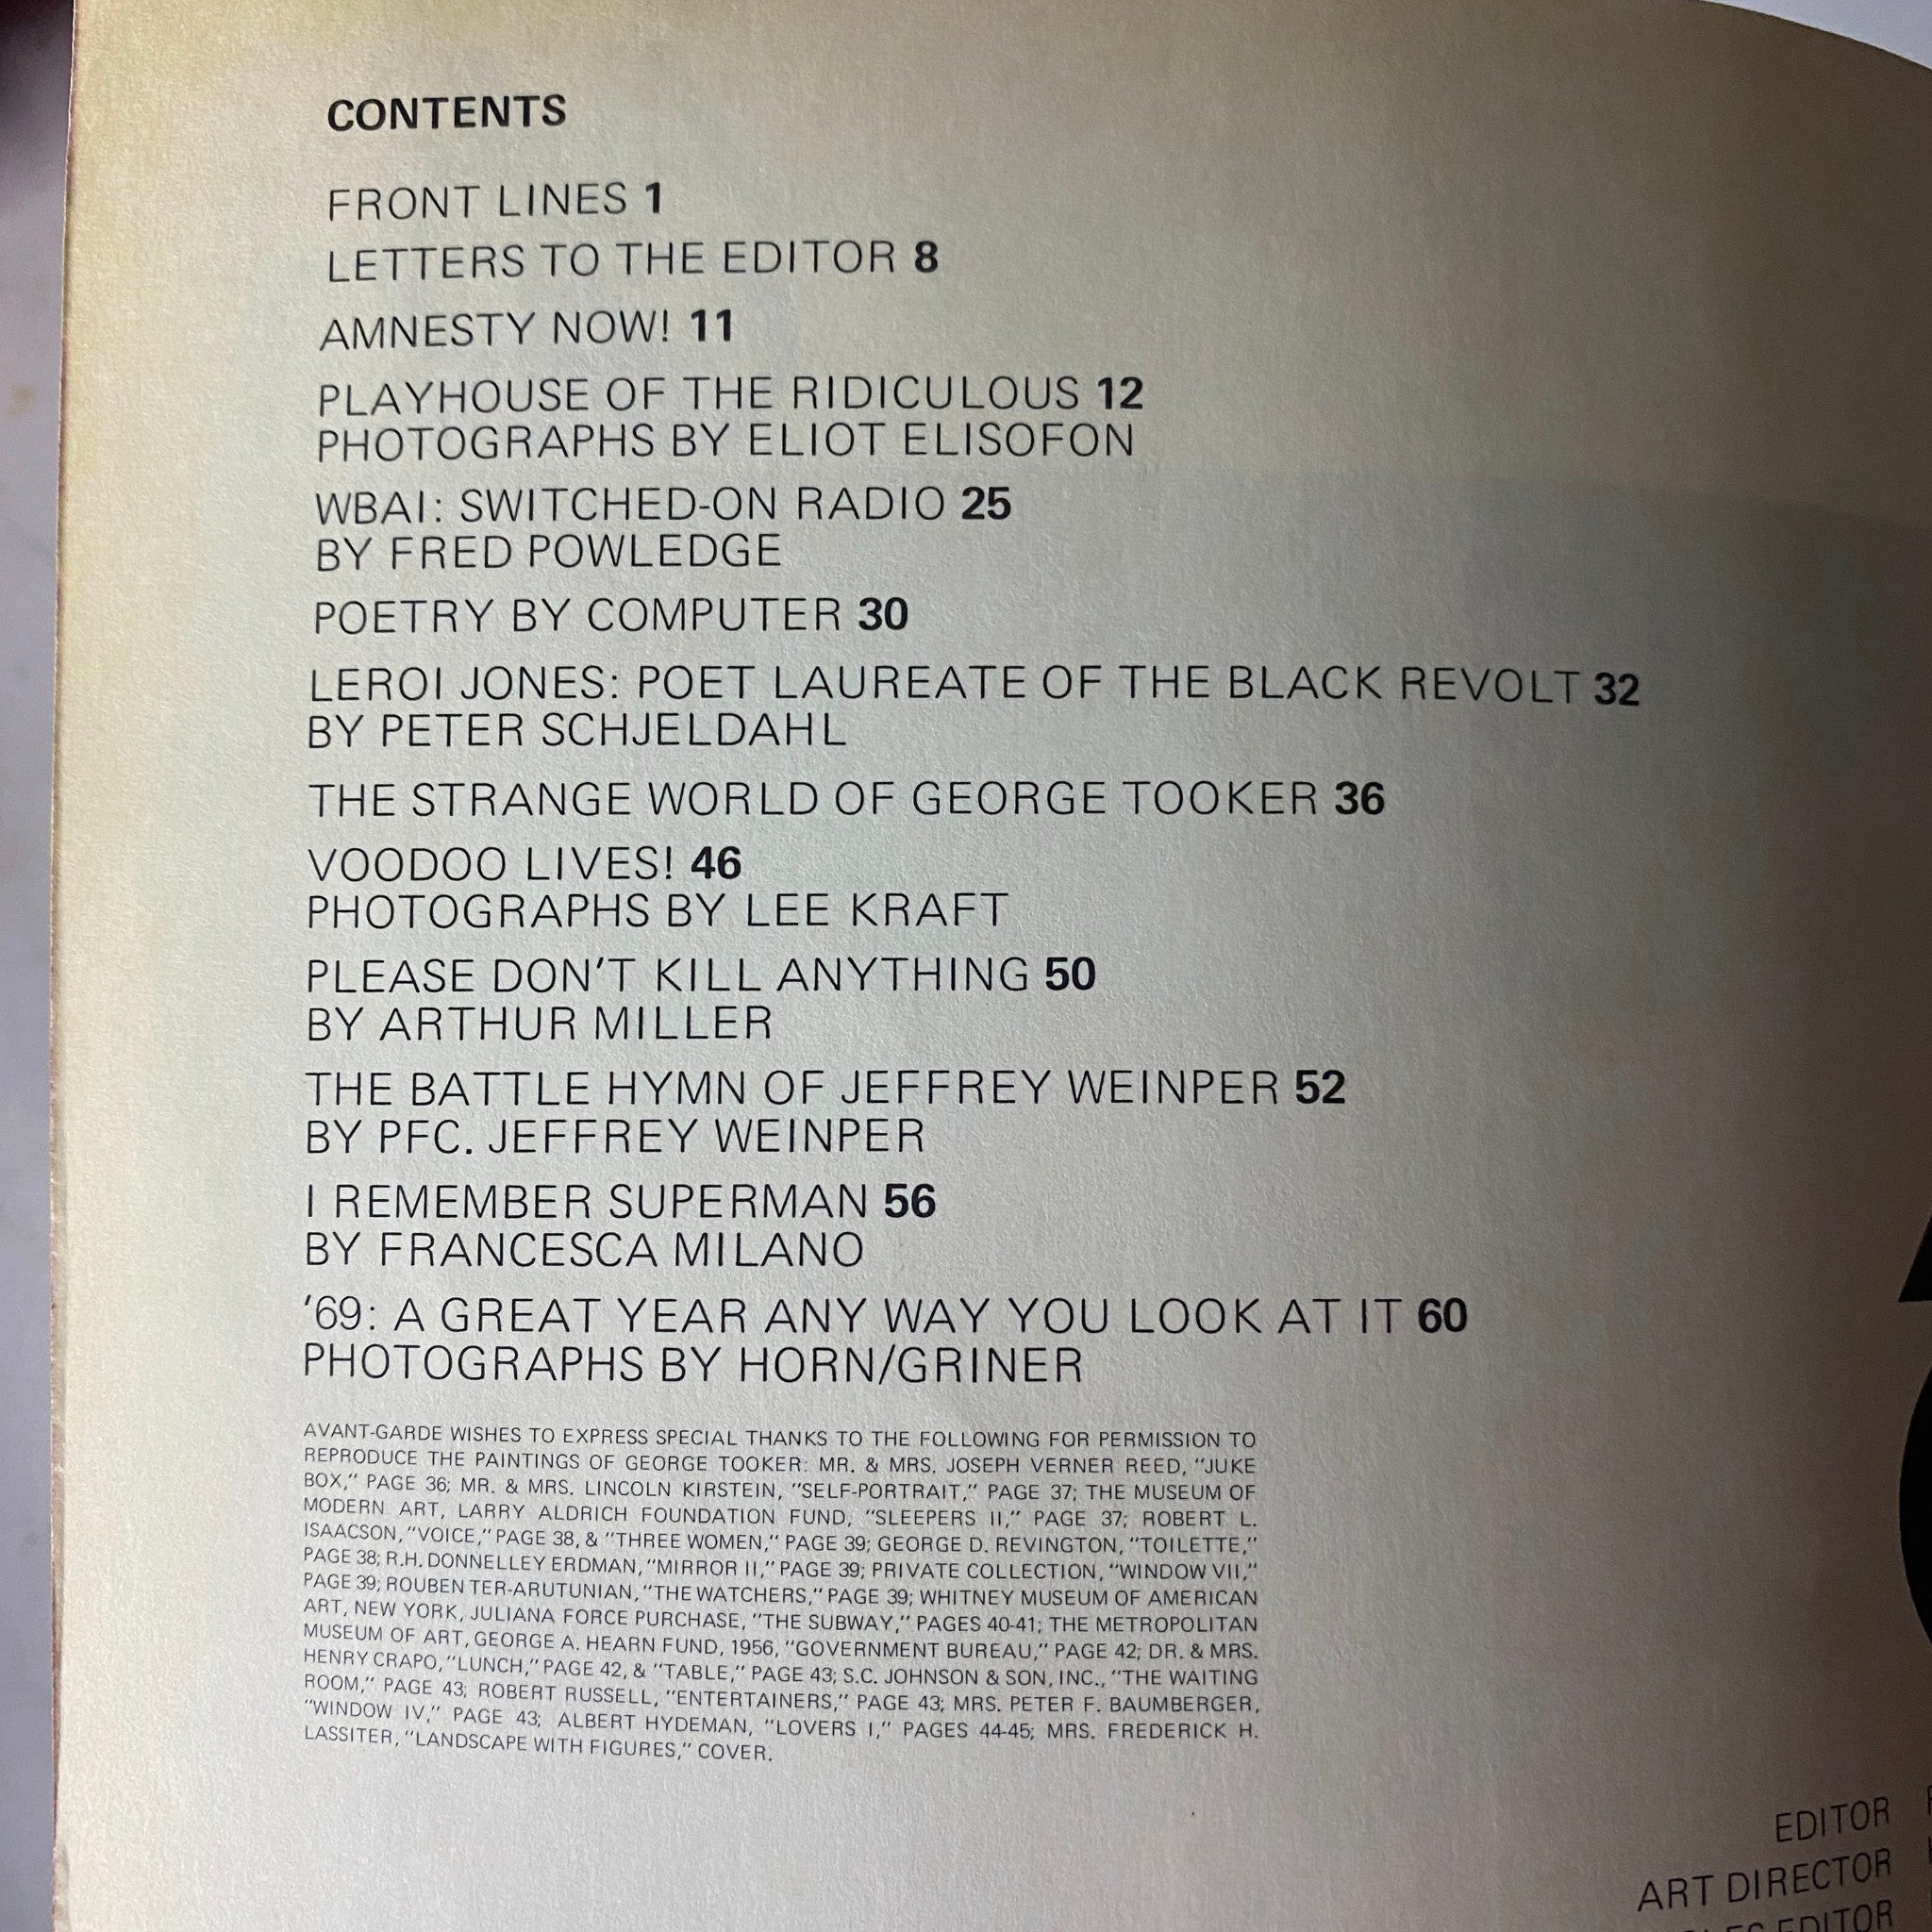 CONTENTS
FRONT LINES 1
LETTERS TO THE EDITOR 8
AMNESTY NOW! 11
PLAYHOUSE OF THE RIDICULOUS 12
PHOTOGRAPHS BY ELIOT ELISOFON
WBAI: SWITCHED-ON RADIO 25
BY FRED POWLEDGE
POETRY BY COMPUTER 30
LEROI JONES: POET LAUREATE OF THE BLACK REVOLT 32
BY PETER SCHJELDAHL
THE STRANGE WORLD OF GEORGE TOOKER 36
VOODOO LIVES! 46
PHOTOGRAPHS BY LEE KRAFT
PLEASE DON'T KILL ANYTHING 50
BY ARTHUR MILLER
THE BATTLE HYMN OF JEFFREY WEINPER 52
BY PFC. JEFFREY WEINPER
I REMEMBER SUPERMAN 56
BY FRANCESCA MILANO
'69: A GREAT YEAR ANY WAY YOU LOOK AT IT 60
PHOTOGRAPHS BY HORN/GRINER
AVANT-GARDE WISHES TO EXPRESS SPECIAL THANKS TO THE FOLLOWING FOR PERMISSION TO
REPRODUCE THE PAINTINGS OF GEORGE TOOKER: MR. & MRS. JOSEPH VERNER REED, "JUKE
BOX," PAGE 36; MR. & MRS. LINCOLN KIRSTEIN, "SELF-PORTRAIT," PAGE 37; THE MUSEUM OF
MODERN ART, LARRY ALDRICH FOUNDATION FUND, "SLEEPERS II," PAGE 37; ROBERT L.
ISAACSON, "VOICE," PAGE 38, & "THREE WOMEN," PAGE 39; GEORGE D. REVINGTON, "TOILETTE,"
PAGE 38; R.H. DONNELLEY ERDMAN, "MIRROR II," PAGE 39; PRIVATE COLLECTION, "WINDOW VII,"
PAGE 39; ROUBEN TER-ARUTUNIAN, "THE WATCHERS," PAGE 39; WHITNEY MUSEUM OF AMERICAN
ART, NEW YORK, JULIANA FORCE PURCHASE, "THE SUBWAY," PAGES 40-41; THE METROPOLITAN
MUSEUM OF ART, GEORGE A. HEARN FUND, 1956, "GOVERNMENT BUREAU," PAGE 42; DR. & MRS.
HENRY CRAPO, "LUNCH," PAGE 42, & "TABLE," PAGE 43; S.C. JOHNSON & SON, INC., "THE WAITING
ROOM," PAGE 43; ROBERT RUSSELL, "ENTERTAINERS," PAGE 43; MRS. PETER F. BAUMBERGER,
"WINDOW IV," PAGE 43; ALBERT HYDEMAN, "LOVERS I," PAGES 44-45; MRS. FREDERICK H.
LASSITER, "LANDSCAPE WITH FIGURES," COVER.
EDITOR
ART DIRECTOR
EDITOR